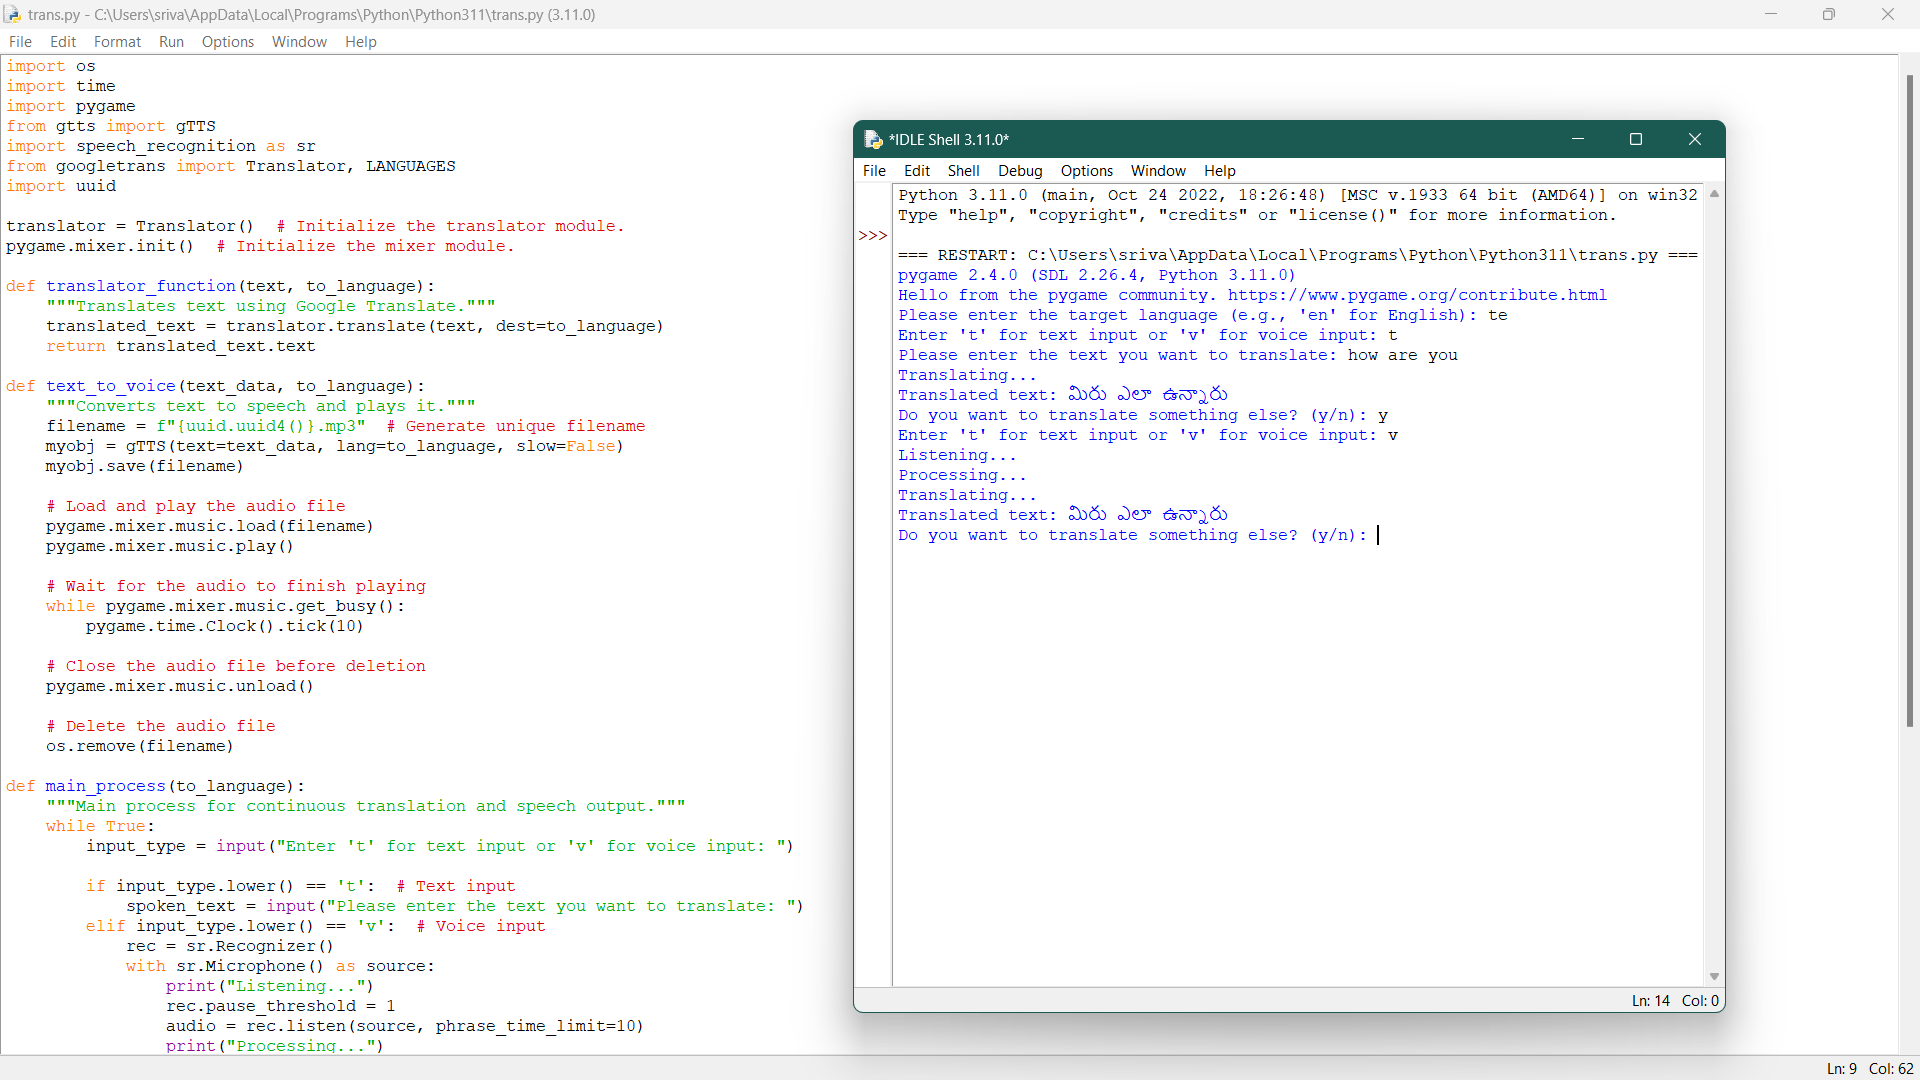 trans.py - C:\Users\sriva\AppData\Local\Programs\Python\Python311\trans.py (3.11.0)
File Edit Format Run Options Window Help
import os
import time
import pygame
from gtts import gTTS
import speech_recognition as sr
from googletrans import Translator, LANGUAGES
import uuid
translator = Translator()  # Initialize the translator module.
pygame.mixer.init()  # Initialize the mixer module.
def translator_function(text, to_language):
    """Translates text using Google Translate."""
    translated_text = translator.translate(text, dest=to_language)
    return translated_text.text
def text_to_voice(text_data, to_language):
    """Converts text to speech and plays it."""
    filename = f"{uuid.uuid4()}.mp3"  # Generate unique filename
    myobj = gTTS(text=text_data, lang=to_language, slow=False)
    myobj.save(filename)
    # Load and play the audio file
    pygame.mixer.music.load(filename)
    pygame.mixer.music.play()
    # Wait for the audio to finish playing
    while pygame.mixer.music.get_busy():
        pygame.time.Clock().tick(10)
    # Close the audio file before deletion
    pygame.mixer.music.unload()
    # Delete the audio file
    os.remove(filename)
def main_process(to_language):
    """Main process for continuous translation and speech output."""
    while True:
        input_type = input("Enter 't' for text input or 'v' for voice input: ")
        if input_type.lower() == 't':  # Text input
            spoken_text = input("Please enter the text you want to translate: ")
        elif input_type.lower() == 'v':  # Voice input
            rec = sr.Recognizer()
            with sr.Microphone() as source:
                print("Listening...")
                rec.pause_threshold = 1
                audio = rec.listen(source, phrase_time_limit=10)
                print("Processing...")
Ln: 9 Col: 62
*IDLE Shell 3.11.0*
File Edit Shell Debug Options Window Help
Python 3.11.0 (main, Oct 24 2022, 18:26:48) [MSC v.1933 64 bit (AMD64)] on win32
Type "help", "copyright", "credits" or "license()" for more information.
>>>
=== RESTART: C:\Users\sriva\AppData\Local\Programs\Python\Python311\trans.py ===
pygame 2.4.0 (SDL 2.26.4, Python 3.11.0)
Hello from the pygame community. https://www.pygame.org/contribute.html
Please enter the target language (e.g., 'en' for English): te
Enter 't' for text input or 'v' for voice input: t
Please enter the text you want to translate: how are you
Translating...
Translated text: మీరు ఎలా ఉన్నారు
Do you want to translate something else? (y/n): y
Enter 't' for text input or 'v' for voice input: v
Listening...
Processing...
Translating...
Translated text: మీరు ఎలా ఉన్నారు
Do you want to translate something else? (y/n):
Ln: 14 Col: 0